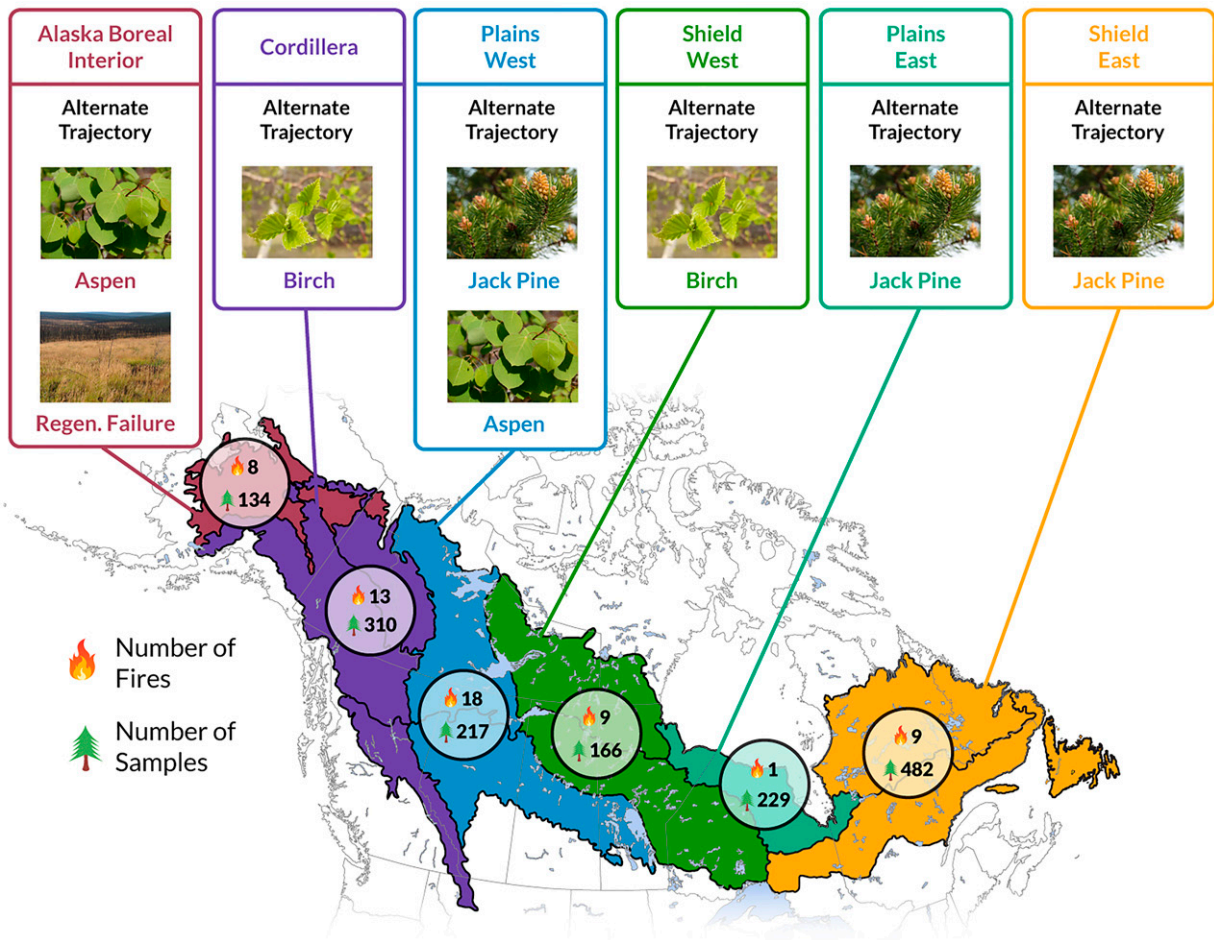 Alaska Boreal
Interior
Alternate
Trajectory
Aspen
Regen. Failure
Cordillera
Alternate
Trajectory
Birch
Plains
West
Alternate
Trajectory
Jack Pine
Aspen
Shield
West
Alternate
Trajectory
Birch
Plains
East
Alternate
Trajectory
Jack Pine
Shield
East
Alternate
Trajectory
Jack Pine
8
134
13
310
18
217
9
166
1
229
9
482
Number of
Fires
Number of
Samples